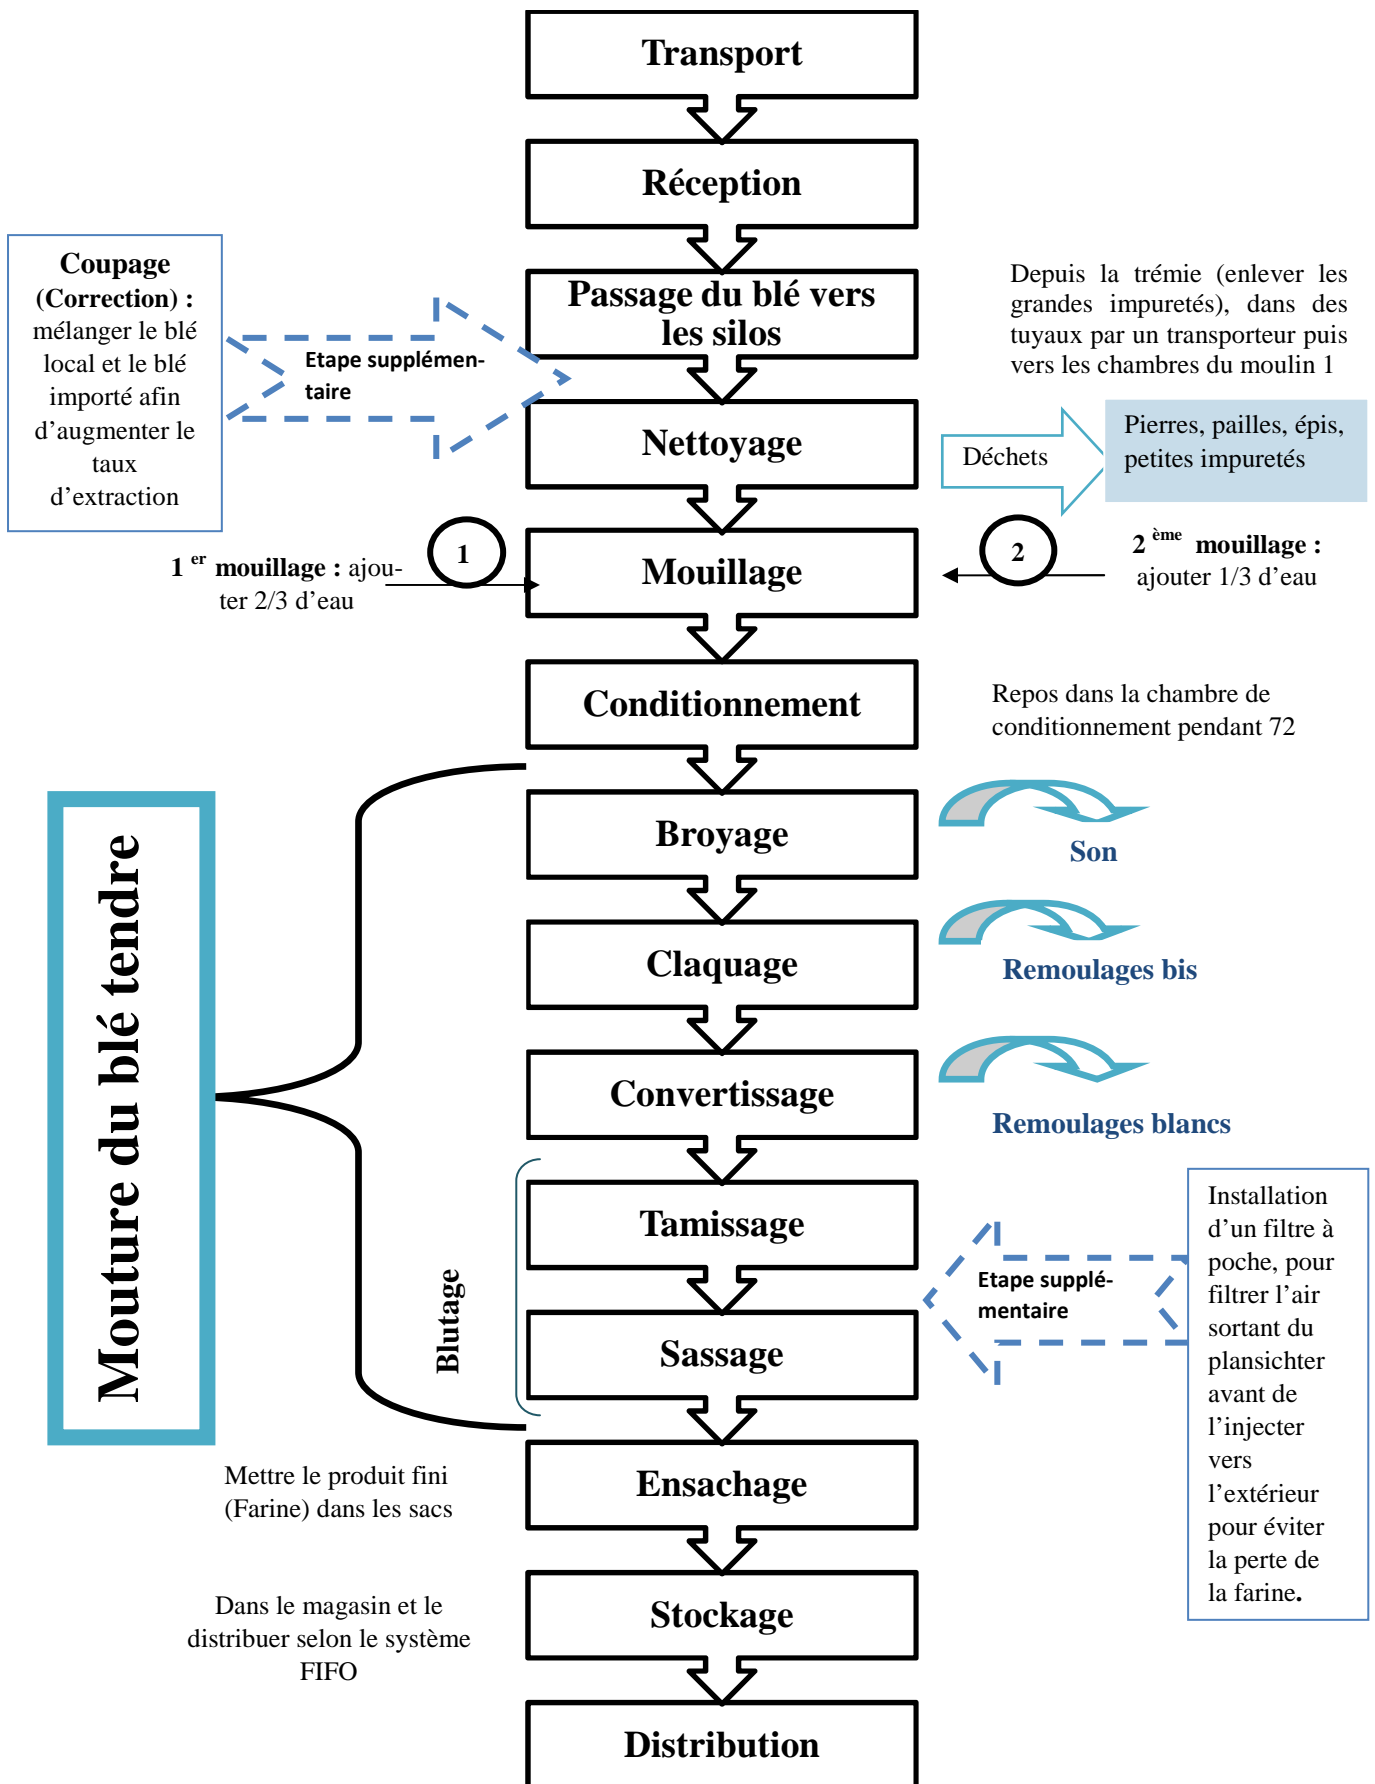 Transport
Réception
Coupage
(Correction) :
mélanger le blé
local et le blé
importé afin
d’augmenter le
taux
d’extraction
Etape supplémen-
taire
Passage du blé vers
les silos
Depuis la trémie (enlever les
grandes impuretés), dans des
tuyaux par un transporteur puis
vers les chambres du moulin 1
Nettoyage
Déchets
Pierres, pailles, épis,
petites impuretés
1 er mouillage : ajou-
ter 2/3 d’eau
1
Mouillage
2
2 ème mouillage :
ajouter 1/3 d’eau
Conditionnement
Repos dans la chambre de
conditionnement pendant 72
Mouture du blé tendre
Broyage
Son
Claquage
Remoulages bis
Convertissage
Remoulages blancs
Blutage
Tamissage
Sassage
Etape supplé-
mentaire
Installation
d’un filtre à
poche, pour
filtrer l’air
sortant du
plansichter
avant de
l’injecter
vers
l’extérieur
pour éviter
la perte de
la farine.
Mettre le produit fini
(Farine) dans les sacs
Ensachage
Dans le magasin et le
distribuer selon le système
FIFO
Stockage
Distribution